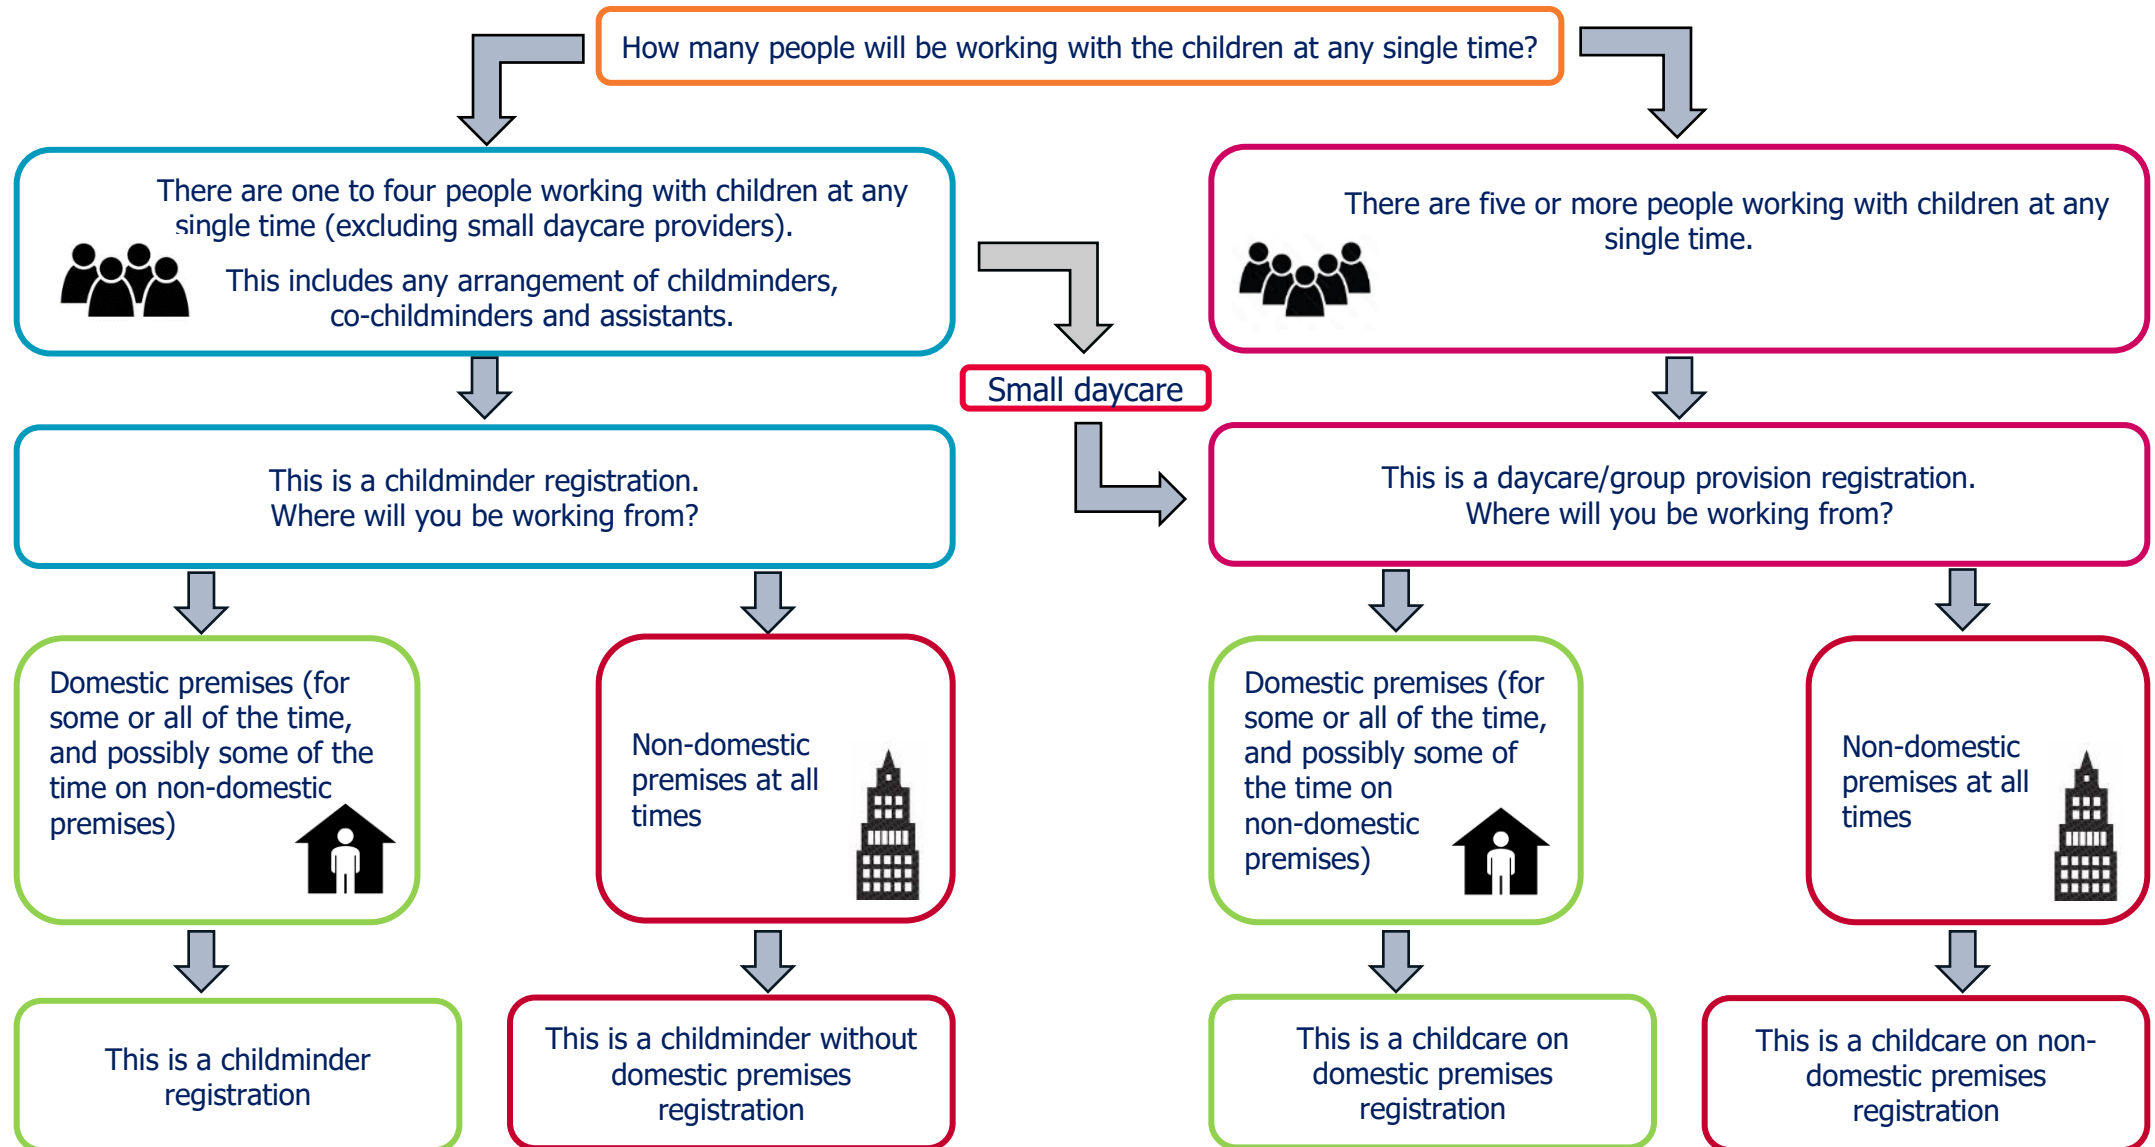 How many people will be working with the children at any single time?
There are one to four people working with children at any
single time (excluding small daycare providers).
This includes any arrangement of childminders,
co-childminders and assistants.
There are five or more people working with children at any
single time.
Small daycare
This is a childminder registration.
Where will you be working from?
This is a daycare/group provision registration.
Where will you be working from?
Domestic premises (for
some or all of the time,
and possibly some of the
time on non-domestic
premises)
Non-domestic
premises at all
times
Domestic premises (for
some or all of the time,
and possibly some of
the time on
non-domestic
premises)
Non-domestic
premises at all
times
This is a childminder
registration
This is a childminder without
domestic premises
registration
This is a childcare on
domestic premises
registration
This is a childcare on non-
domestic premises
registration